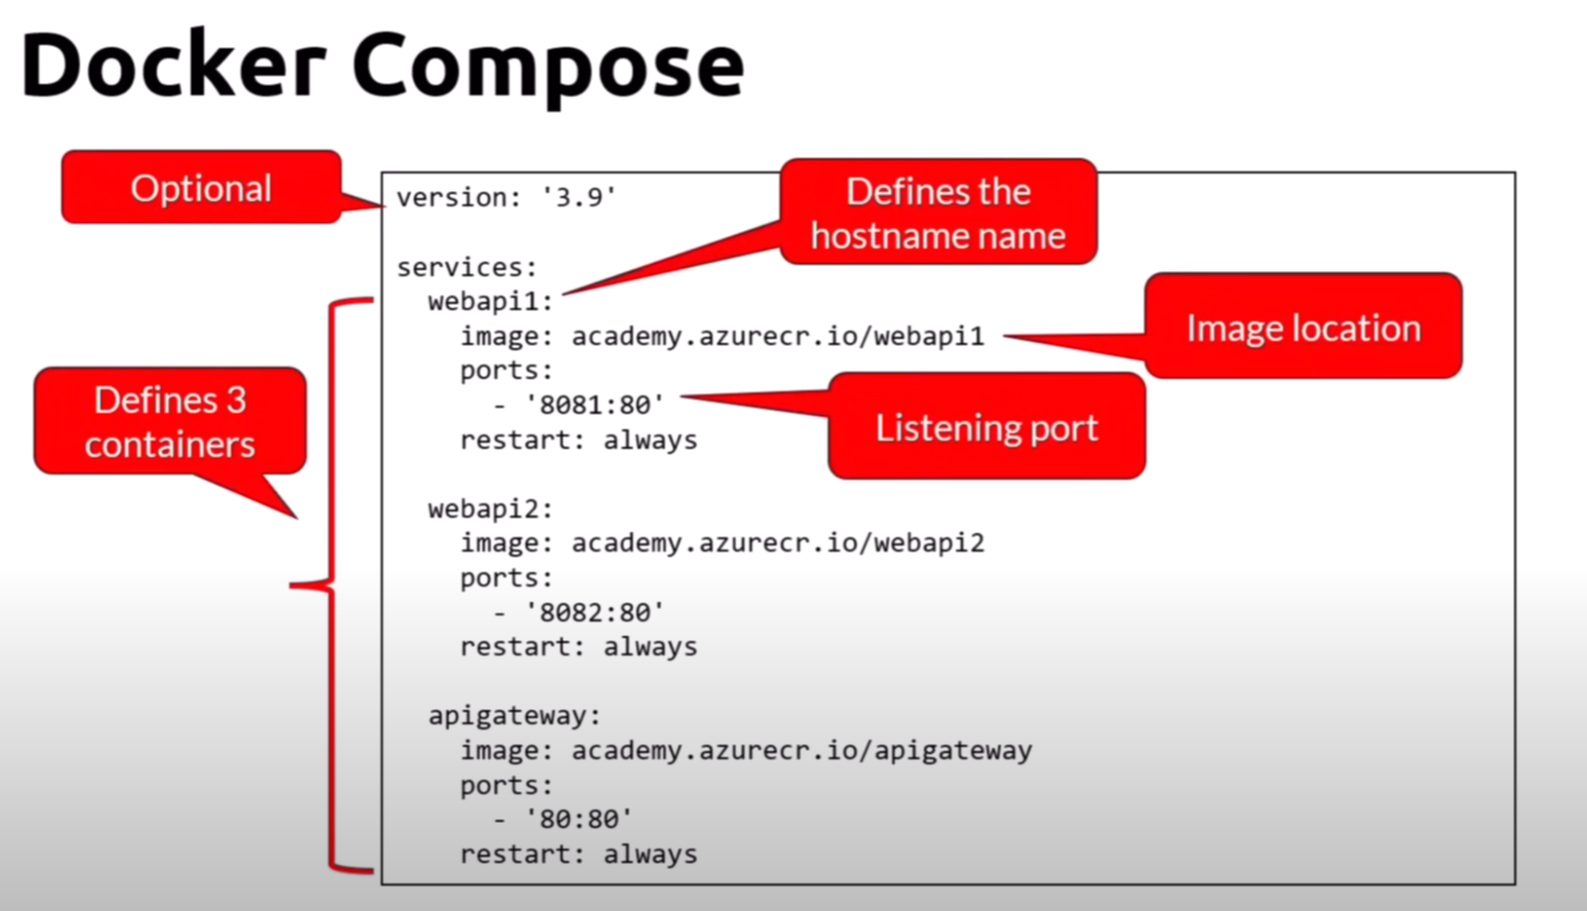 Docker Compose
Optional
version: '3.9'
Defines the
hostname name
services:
webapi1:
image: academy.azurecr.io/webapi1
Image location
ports:
- '8081:80'
Listening port
restart: always
Defines 3
containers
webapi2:
image: academy.azurecr.io/webapi2
ports:
- '8082:80'
restart: always
apigateway:
image: academy.azurecr.io/apigateway
ports:
- '80:80'
restart: always